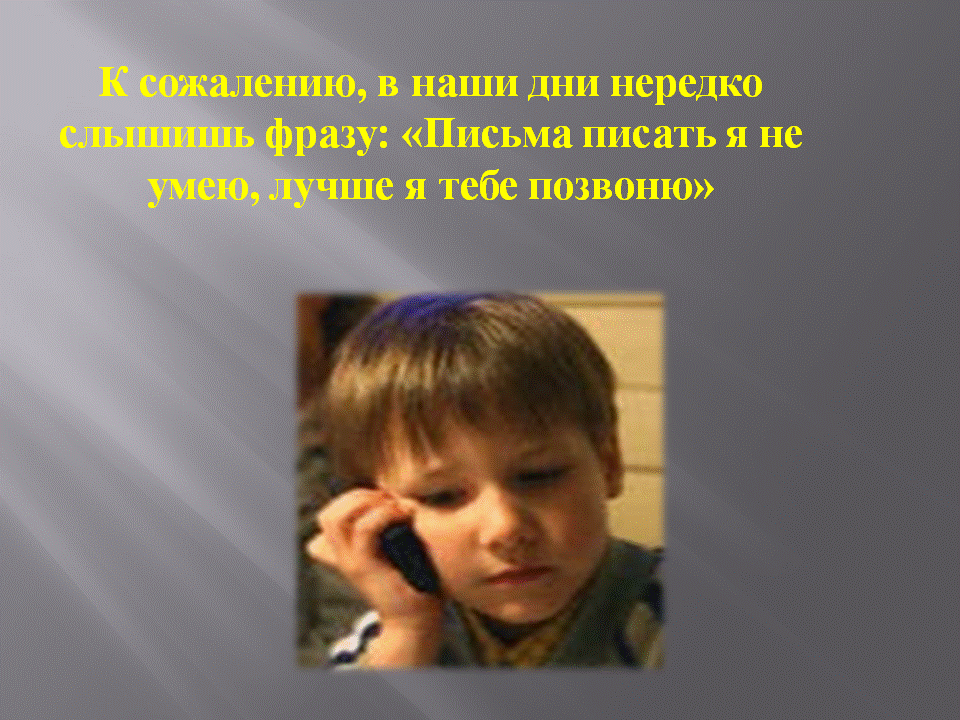 К сожалению, в наши дни нередко
слышишь фразу: «Письма писать я не
умею, лучше я тебе позвоню»